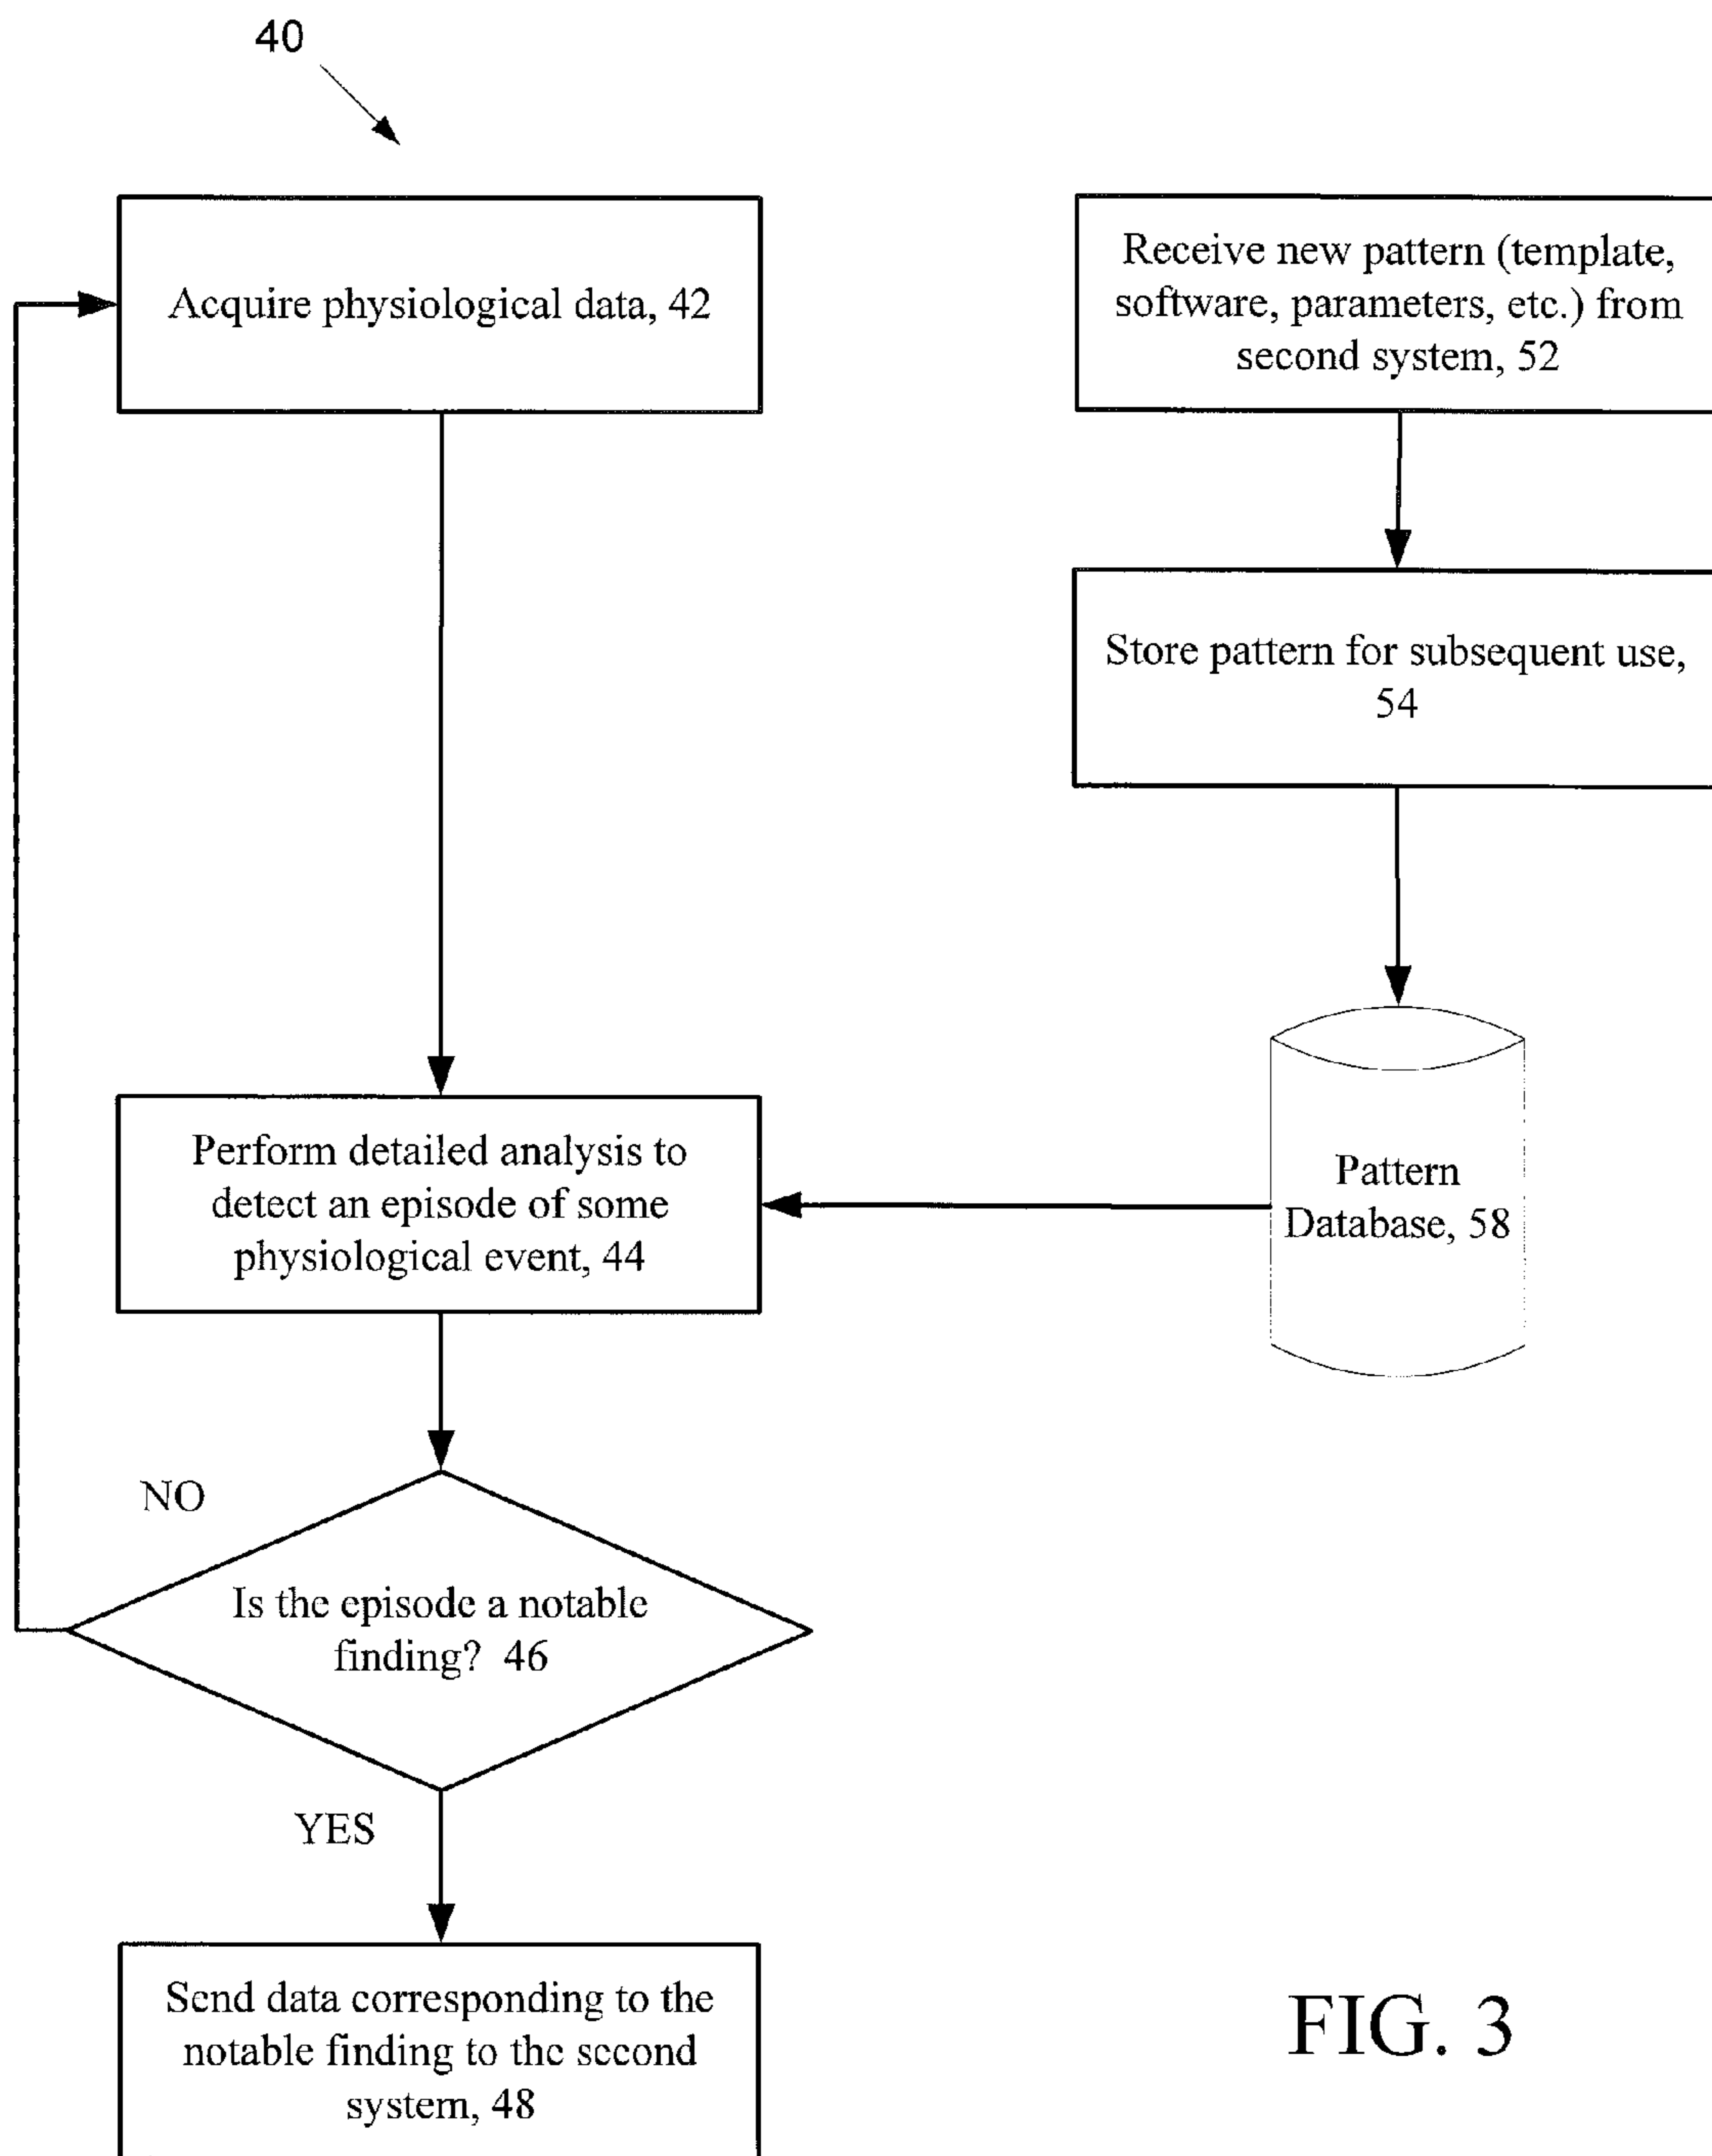 40
Acquire physiological data, 42
Receive new pattern (template,
software, parameters, etc.) from
second system, 52
Store pattern for subsequent use,
54
Perform detailed analysis to
detect an episode of some
physiological event, 44
Pattern
Database, 58
NO
Is the episode a notable
finding? 46
YES
Send data corresponding to the
notable finding to the second
system, 48
FIG. 3